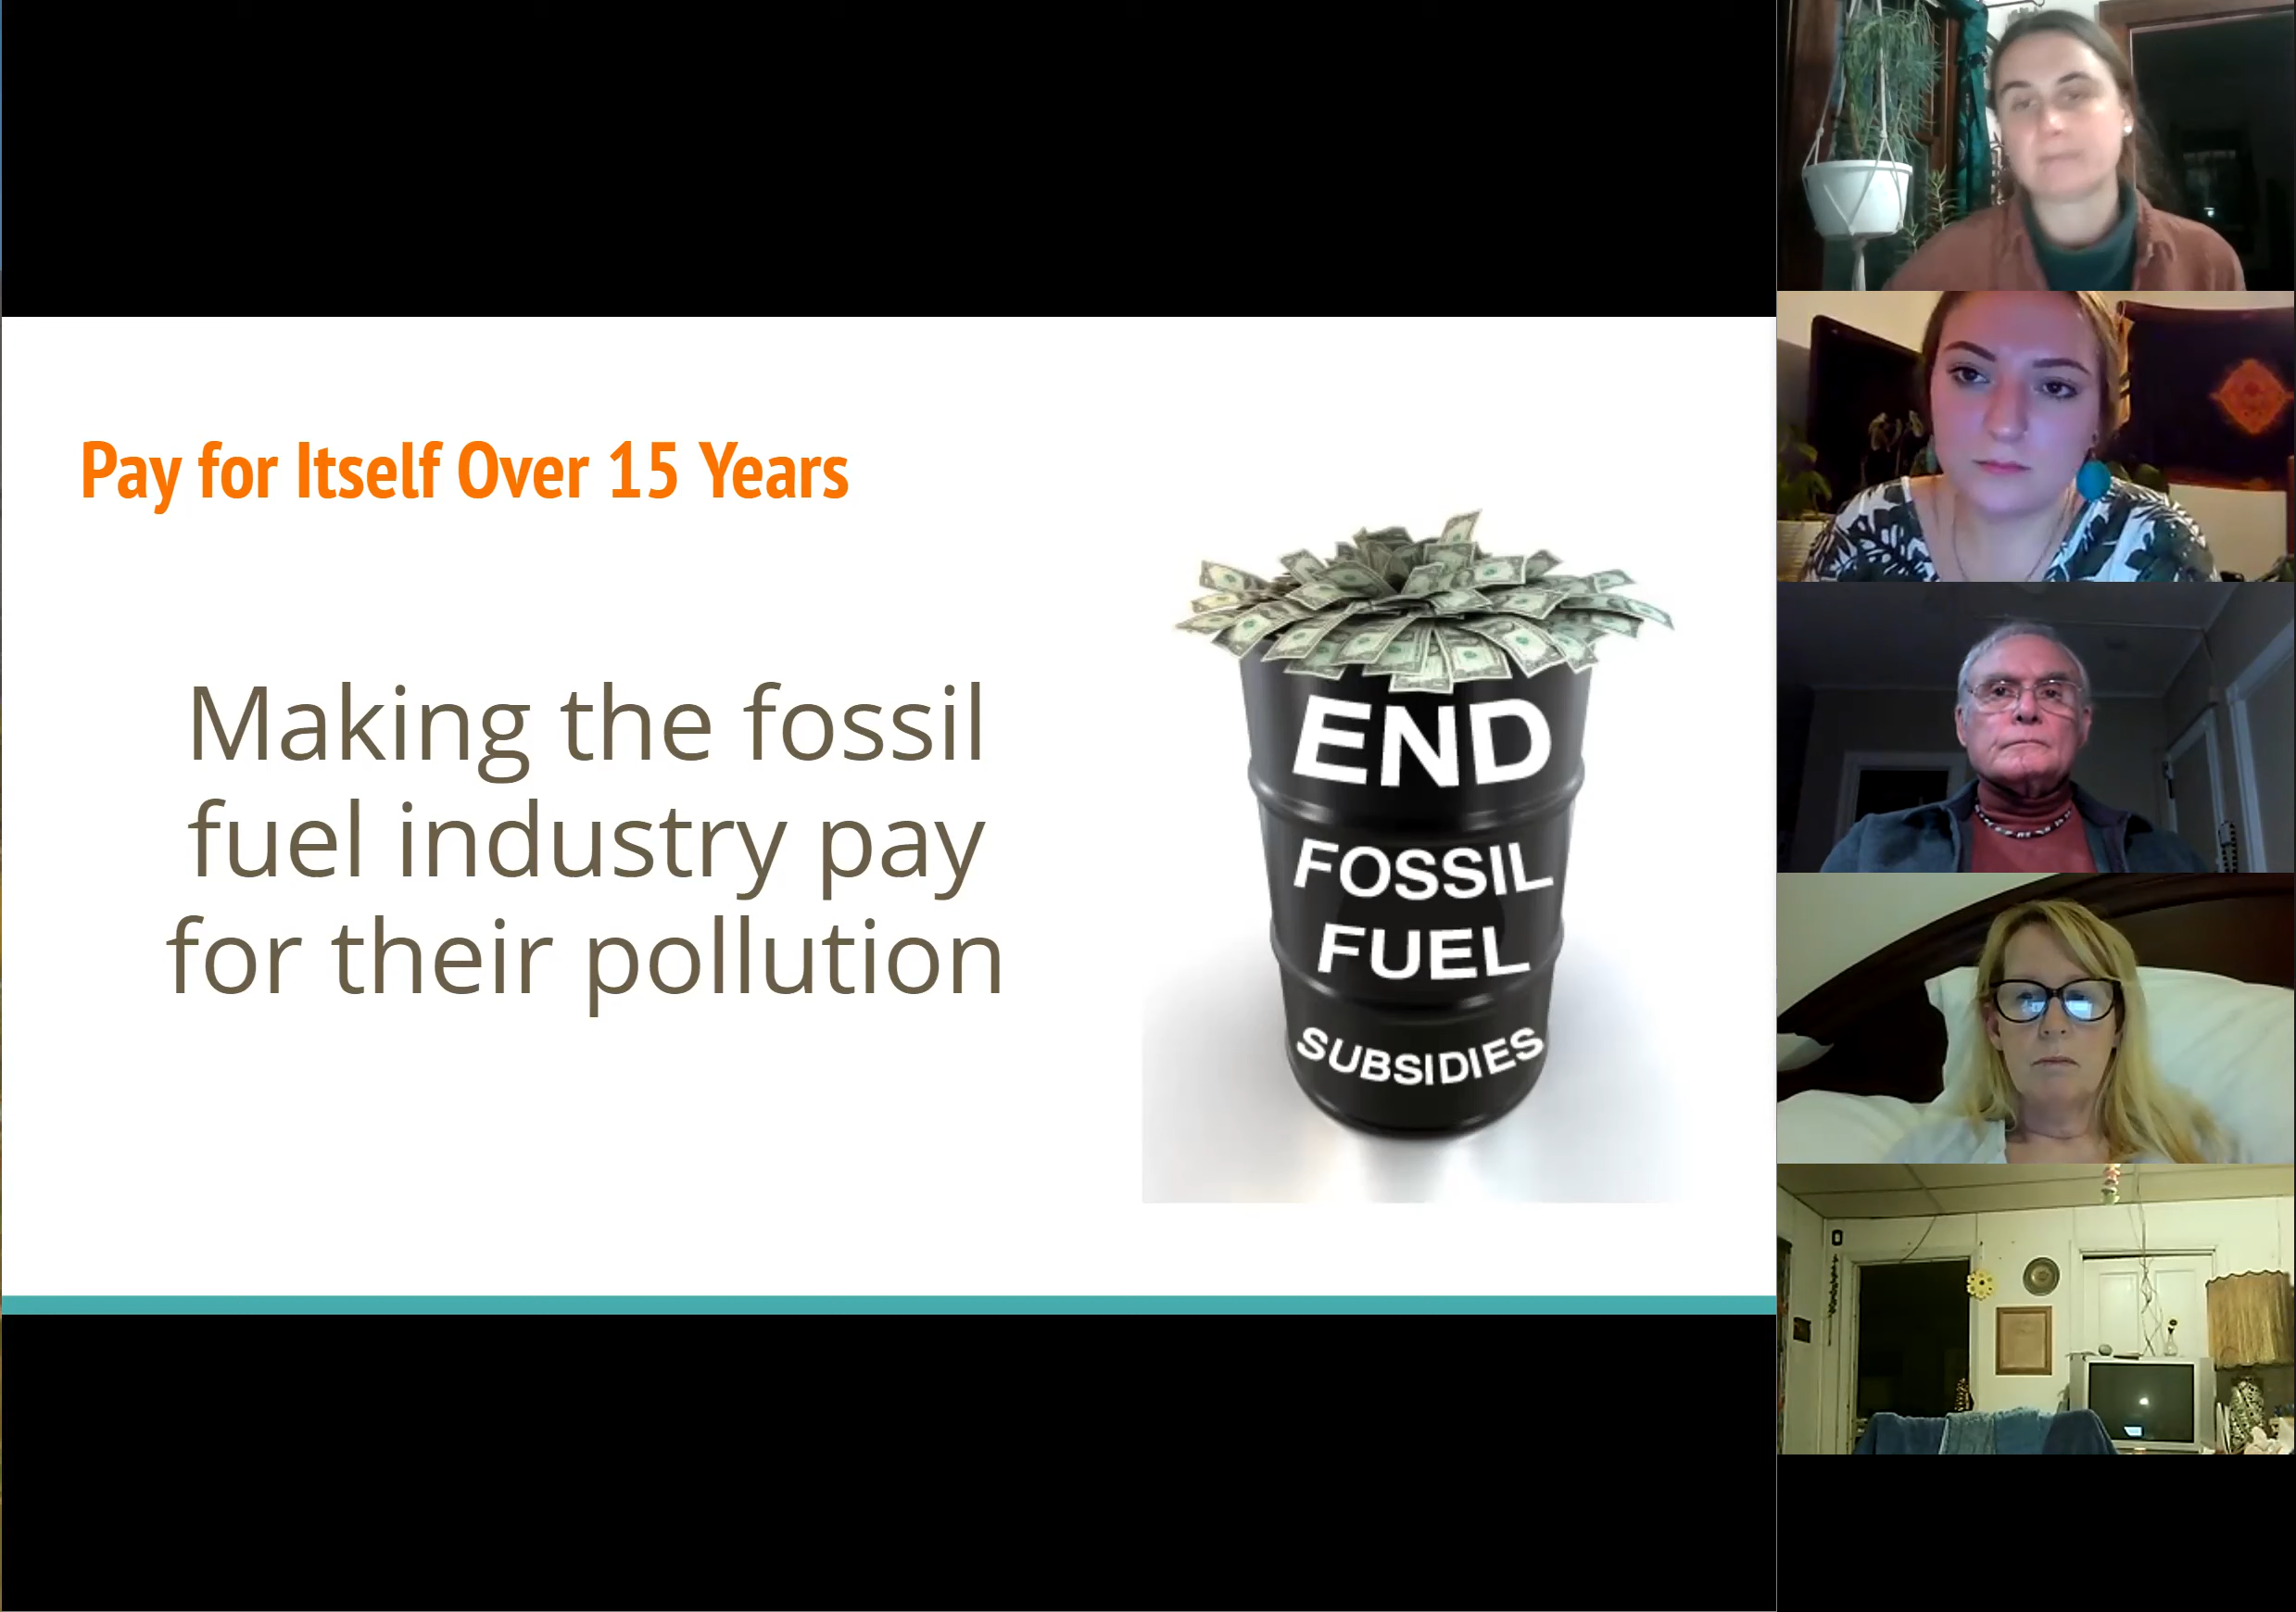 Pay for Itself Over 15 Years
Making the fossil
fuel industry pay
for their pollution
END
FOSSIL
FUEL
SUBSIDIES